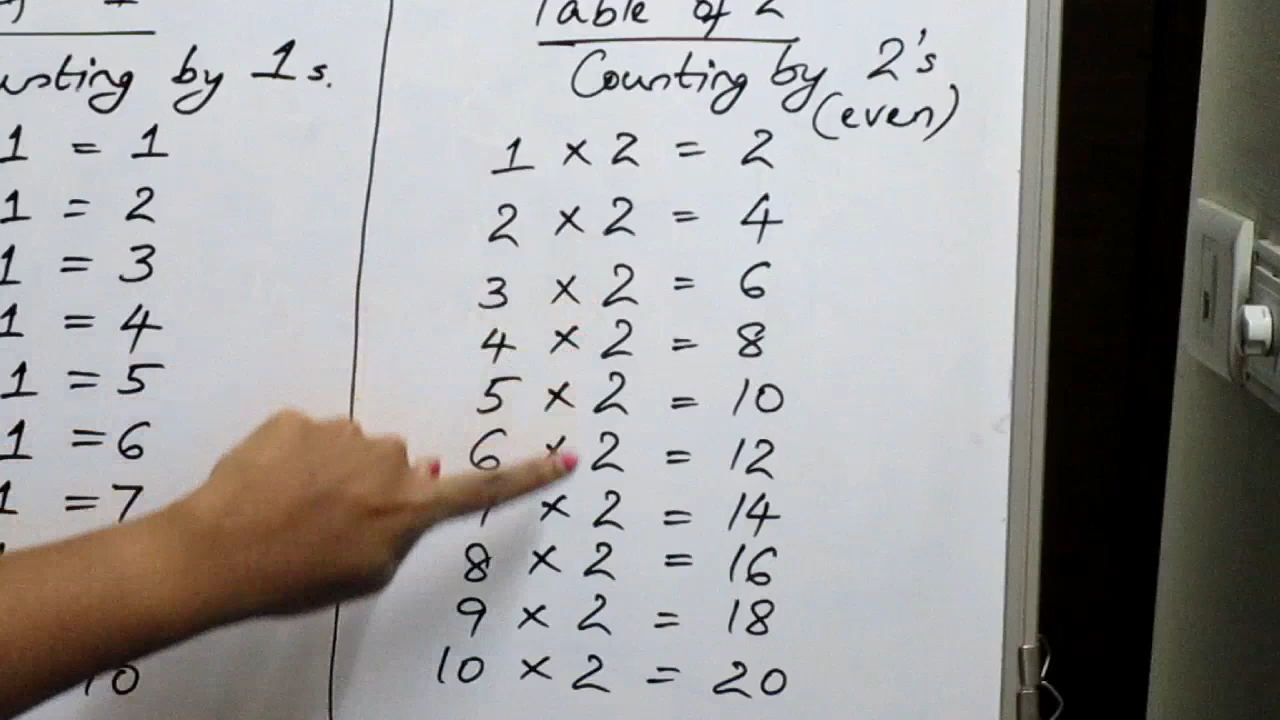 by 1s.
1 = 1
1 = 2
1 = 3
1 = 4
1 = 5
1 = 6
1 = 7
10
Table of 2
Counting by 2's
(even)
1 × 2 = 2
2 × 2 = 4
3 × 2 = 6
4 × 2 = 8
5 × 2 = 10
6 × 2 = 12
7 × 2 = 14
8 × 2 = 16
9 × 2 = 18
10 × 2 = 20